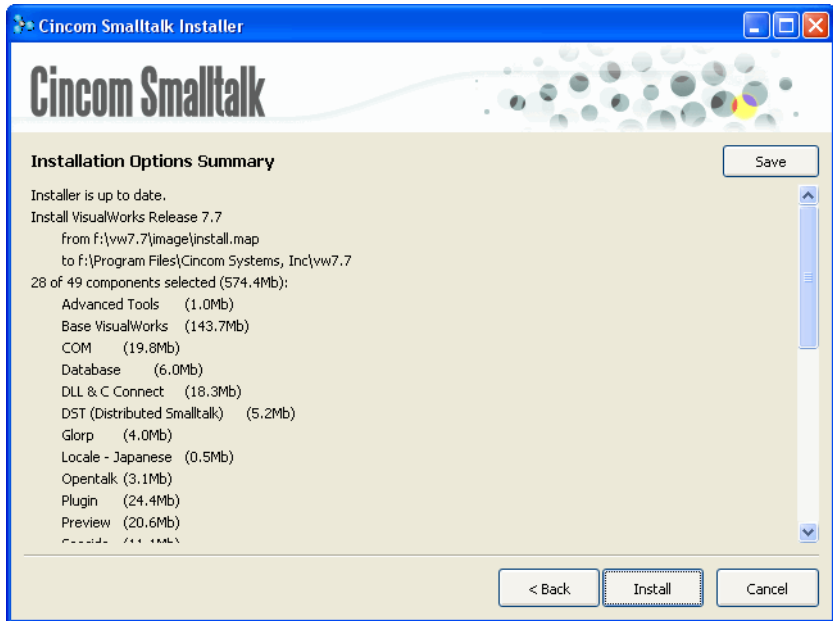 Cincom Smalltalk Installer
Cincom Smalltalk
Installation Options Summary
Save
Installer is up to date.
Install VisualWorks Release 7.7
from f:\vw7.7\image\install.map
to f:\Program Files\Cincom Systems, Inc\vw7.7
28 of 49 components selected (574.4Mb):
Advanced Tools (1.0Mb)
Base VisualWorks (143.7Mb)
COM (19.8Mb)
Database (6.0Mb)
DLL & C Connect (18.3Mb)
DST (Distributed Smalltalk) (5.2Mb)
Glorp (4.0Mb)
Locale - Japanese (0.5Mb)
Opentalk (3.1Mb)
Plugin (24.4Mb)
Preview (20.6Mb)
< Back Install Cancel